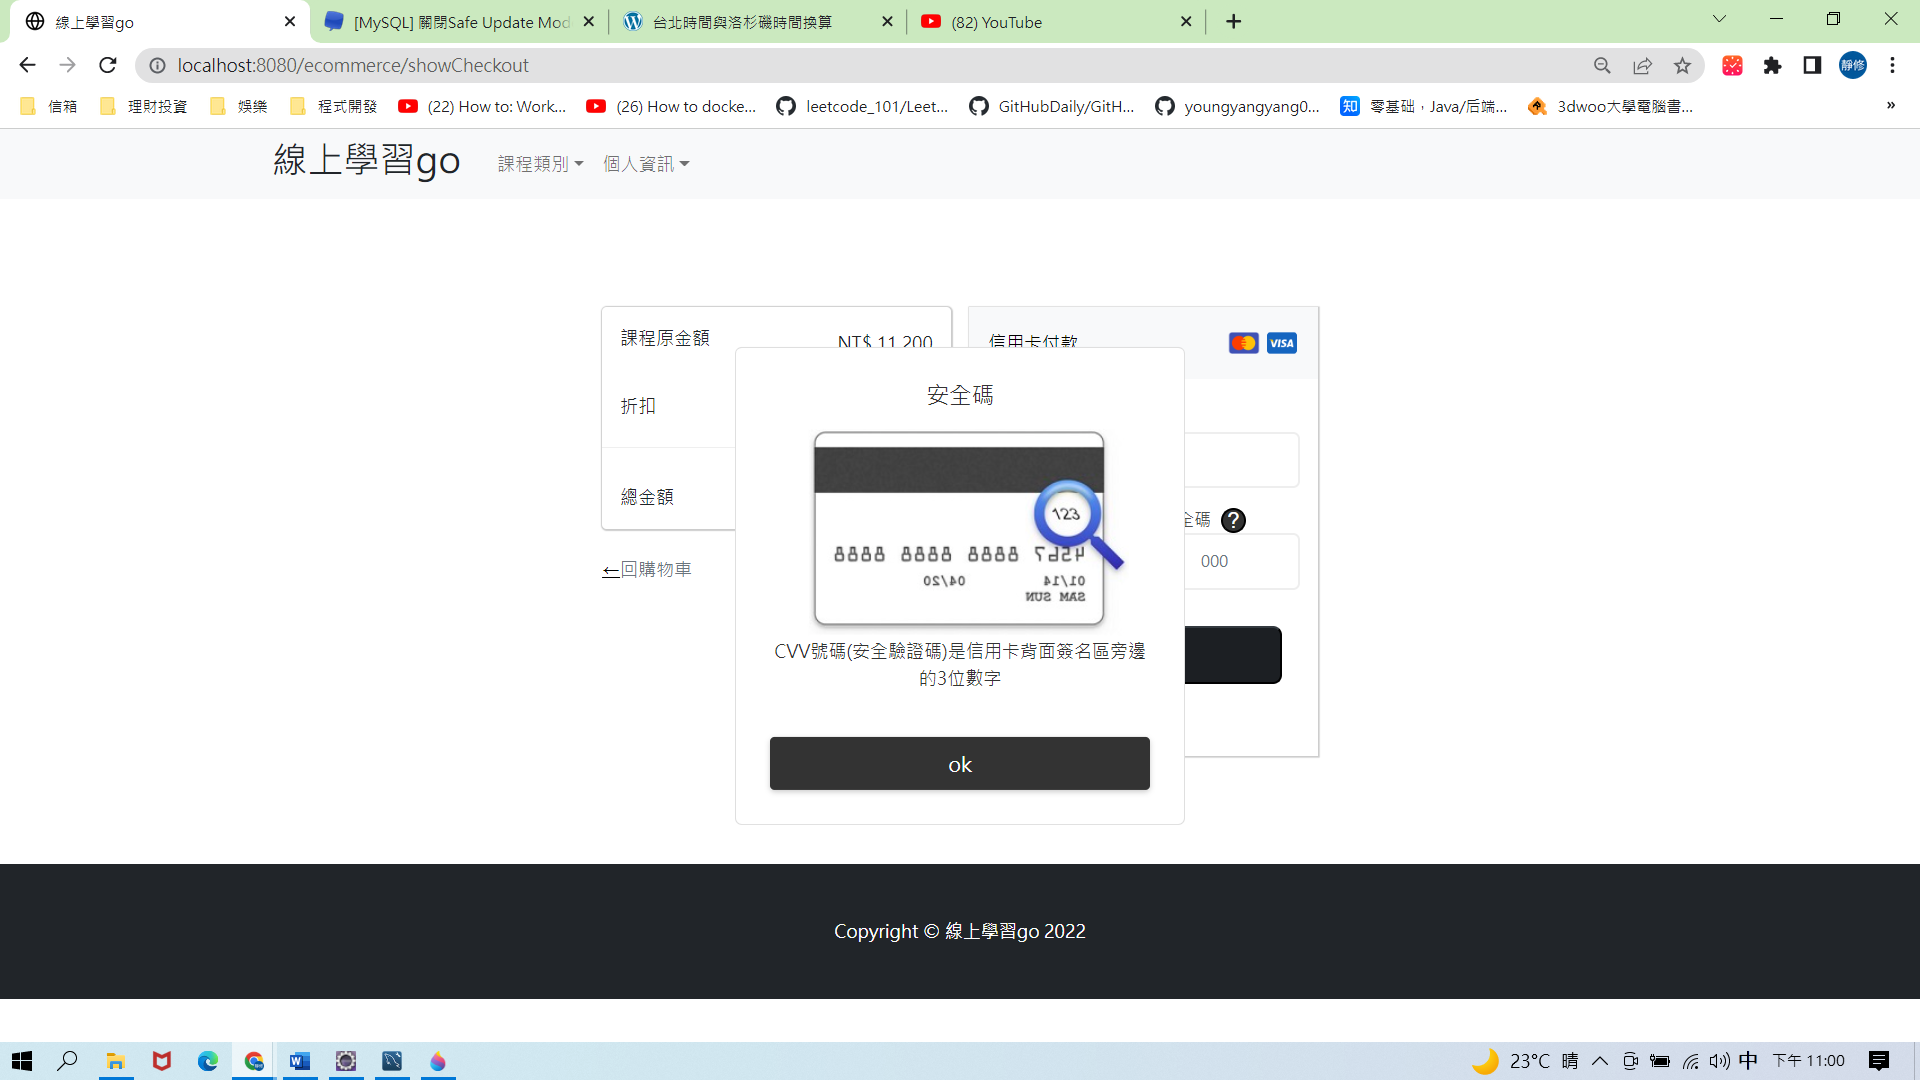 線上學習go
[MySQL] 關閉Safe Update Mod
台北時間與洛杉磯時間換算
(82) YouTube
localhost:8080/ecommerce/showCheckout
靜修
信箱
理財投資
娛樂
程式開發
(22) How to: Work...
(26) How to docke...
leetcode_101/Leet...
GitHubDaily/GitH...
youngyangyang0...
知 零基础，Java/后端...
3dwoo大學電腦書...
»
線上學習go
課程類別
個人資訊
課程原金額
NT$ 11,200
折扣
總金額
←回購物車
信用卡付款
VISA
全碼 ?
000
安全碼
123
4567 8888 8888 8888
01/14 04/20
SAM SUN
CVV號碼(安全驗證碼)是信用卡背面簽名區旁邊
的3位數字
ok
Copyright © 線上學習go 2022
23°C 晴
中
下午 11:00